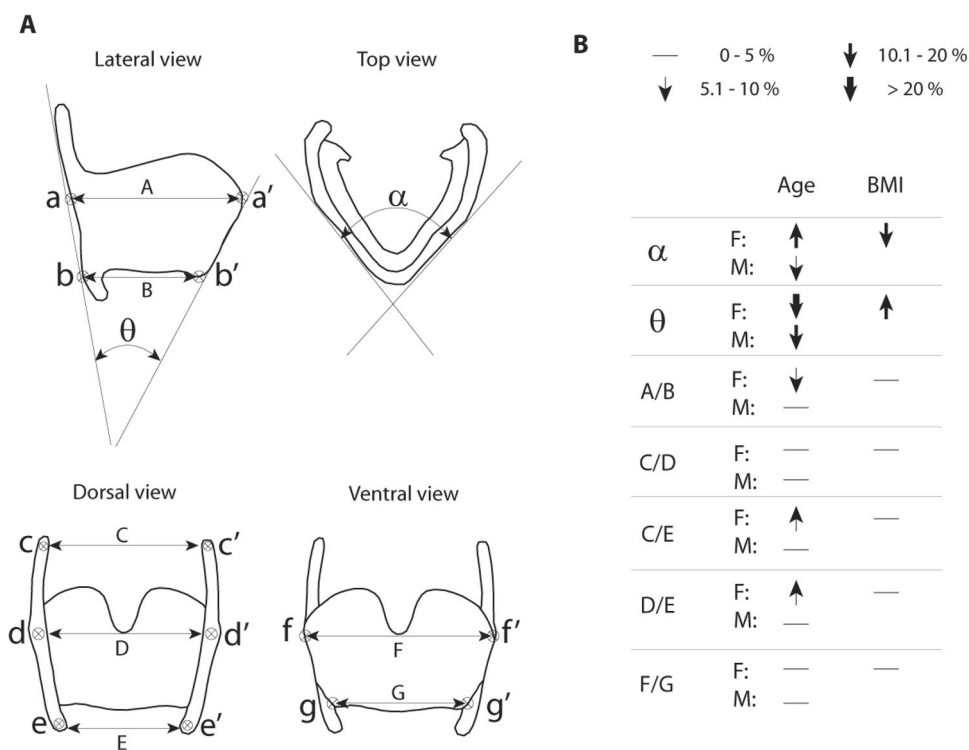 A
Lateral view
Top view
a
A
a'
α
b
B
b'
θ
Dorsal view
Ventral view
c
C
c'
d
D
d'
e
E
e'
f
F
f'
g
G
g'
B
0 - 5 %
10.1 - 20 %
5.1 - 10 %
> 20 %
Age BMI
α F:
M:
θ F:
M:
A/B F:
M:
C/D F:
M:
C/E F:
M:
D/E F:
M:
F/G F:
M: